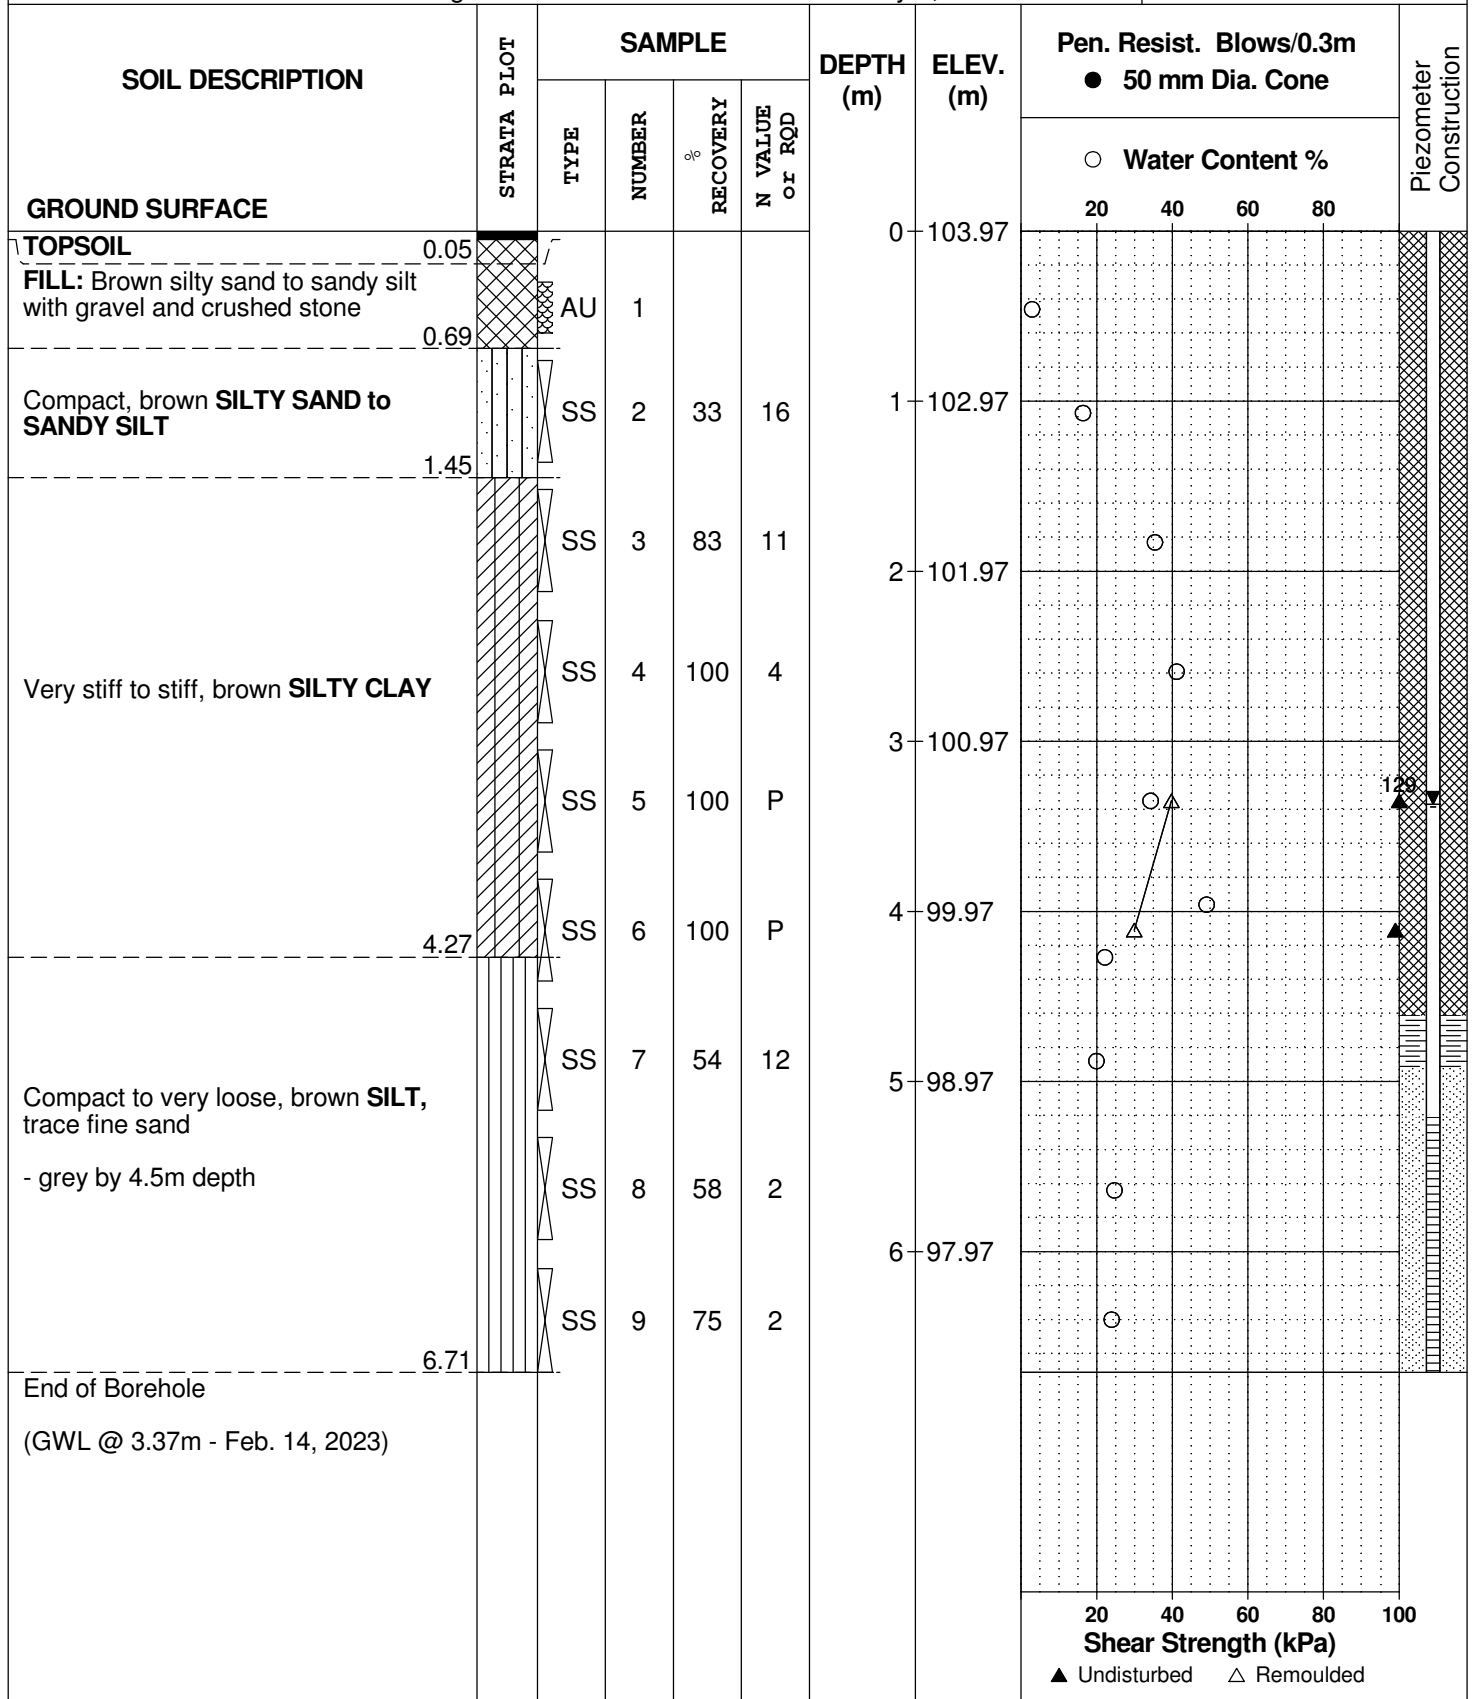 SOIL DESCRIPTION
GROUND SURFACE
STRATA PLOT
SAMPLE
TYPE
NUMBER
%
RECOVERY
N VALUE
or RQD
DEPTH
(m)
ELEV.
(m)
Pen. Resist. Blows/0.3m
● 50 mm Dia. Cone
○ Water Content %
20 40 60 80
Piezometer
Construction
TOPSOIL 0.05
0 103.97
FILL: Brown silty sand to sandy silt
with gravel and crushed stone
0.69
AU 1
Compact, brown SILTY SAND to
SANDY SILT
1.45
SS 2 33 16
1 102.97
SS 3 83 11
2 101.97
Very stiff to stiff, brown SILTY CLAY
SS 4 100 4
3 100.97
129
SS 5 100 P
4 99.97
SS 6 100 P
4.27
SS 7 54 12
5 98.97
Compact to very loose, brown SILT,
trace fine sand
- grey by 4.5m depth
SS 8 58 2
6 97.97
SS 9 75 2
6.71
End of Borehole
(GWL @ 3.37m - Feb. 14, 2023)
20 40 60 80 100
Shear Strength (kPa)
▲ Undisturbed △ Remoulded